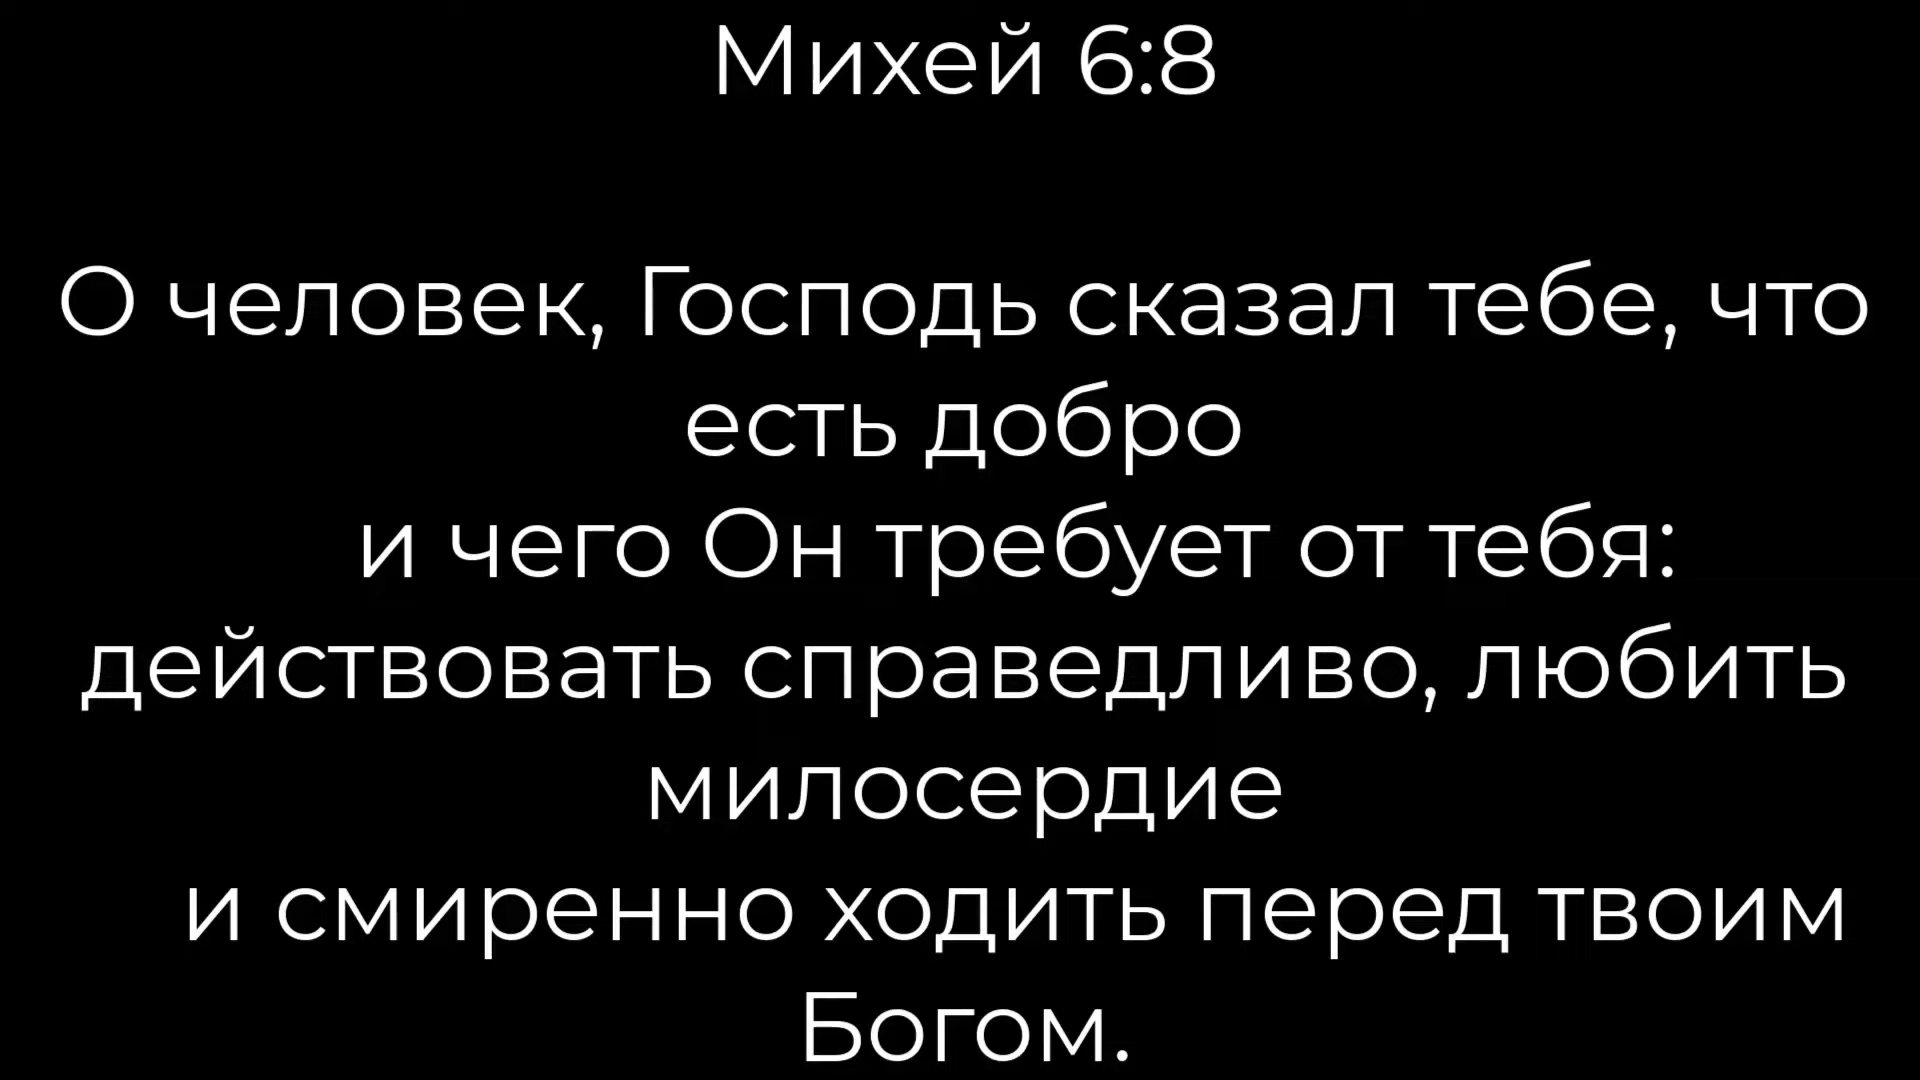 Михей 6:8
О человек, Господь сказал тебе, что
есть добро
и чего Он требует от тебя:
действовать справедливо, любить
милосердие
и смиренно ходить перед твоим
Богом.